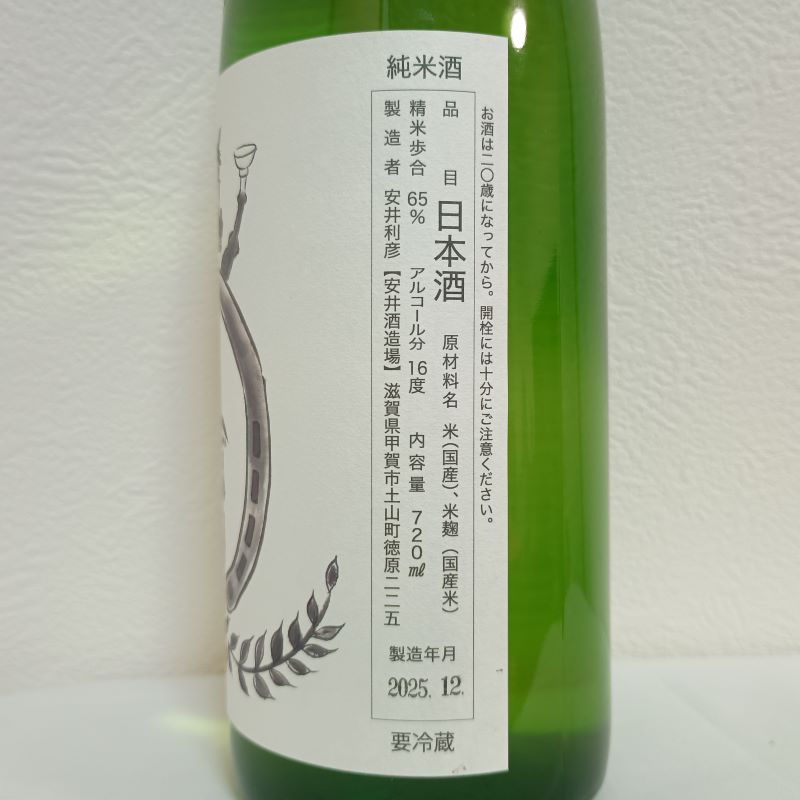 純米酒
お酒は二〇歳になってから。開栓には十分にご注意ください。
品目 日本酒 原材料名 米(国産)、米麹(国産米)
精米歩合 65% アルコール分 16度 内容量 720㎖
製造者 安井利彦【安井酒造場】滋賀県甲賀市土山町徳原二二五
製造年月
2025.12.
要冷蔵